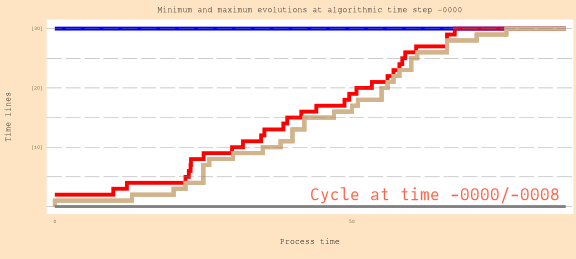 Minimum and maximum evolutions at algorithmic time step -0000
[30]
[20]
[10]
Time lines
Cycle at time -0000/-0008
0
50
Process time